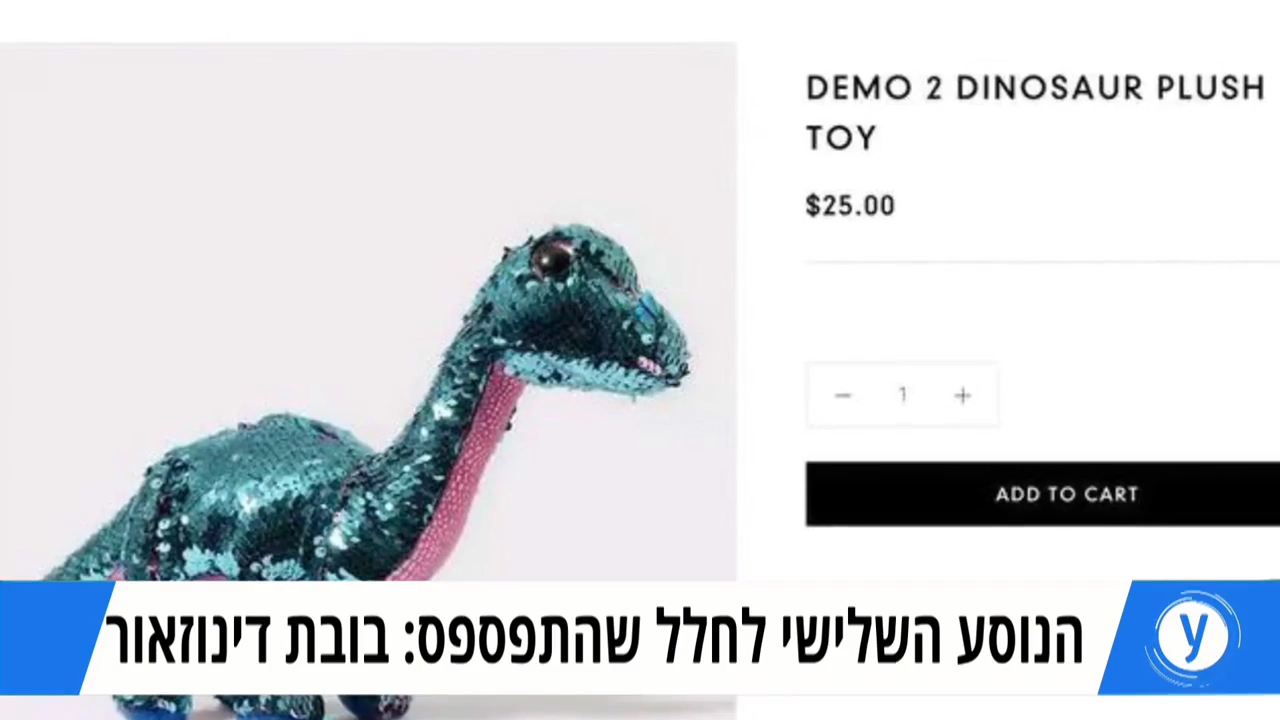 DEMO 2 DINOSAUR PLUSH
TOY
$25.00
− 1 +
ADD TO CART
הנוסע השלישי לחלל שהתפספס: בובת דינוזאור
y